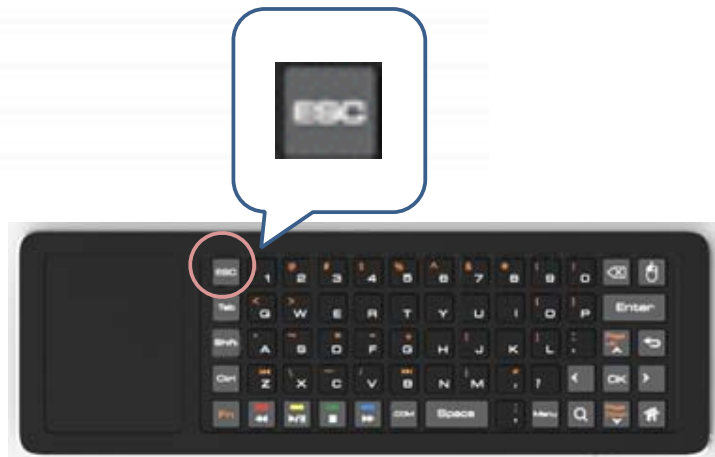 ESC
ESC 1 2 3 4 5 6 7 8 9 0
Tab Q W E R T Y U I O P Enter
Shift A S D F G H J K L
Ctrl Z X C V B N M OK
Fn .COM Space Menu